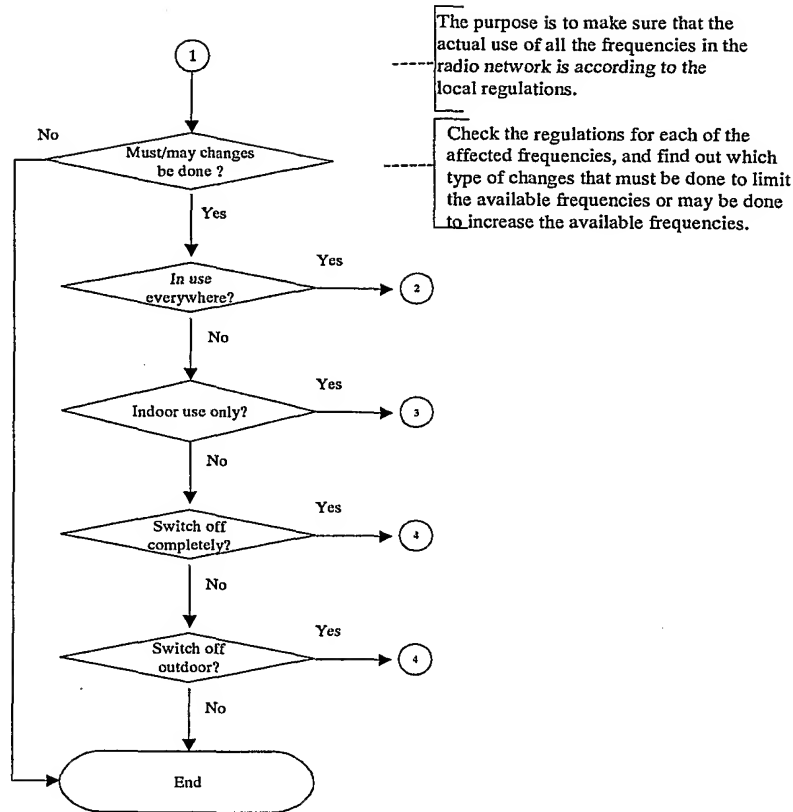 The purpose is to make sure that the
actual use of all the frequencies in the
radio network is according to the
local regulations.
1
No
Must/may changes
be done ?
Check the regulations for each of the
affected frequencies, and find out which
type of changes that must be done to limit
the available frequencies or may be done
to increase the available frequencies.
Yes
In use
everywhere?
Yes
2
No
Indoor use only?
Yes
3
No
Switch off
completely?
Yes
4
No
Switch off
outdoor?
Yes
4
No
End